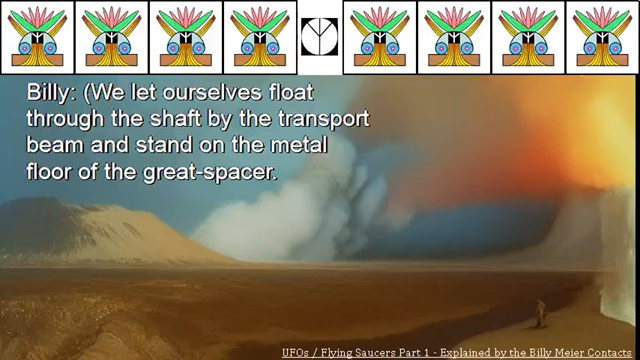 Billy: (We let ourselves float
through the shaft by the transport
beam and stand on the metal
floor of the great-spacer.
UFOs / Flying Saucers Part 1 - Explained by the Billy Meier Contacts